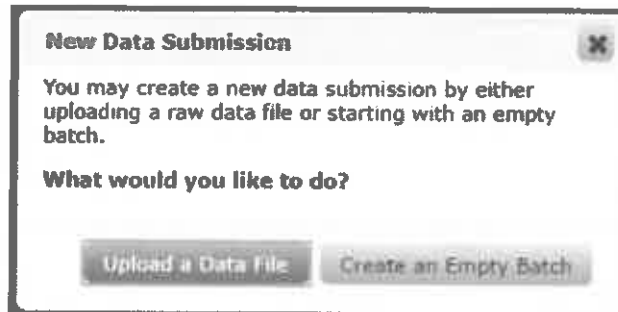 New Data Submission
You may create a new data submission by either
uploading a raw data file or starting with an empty
batch.
What would you like to do?
Upload a Data File Create an Empty Batch